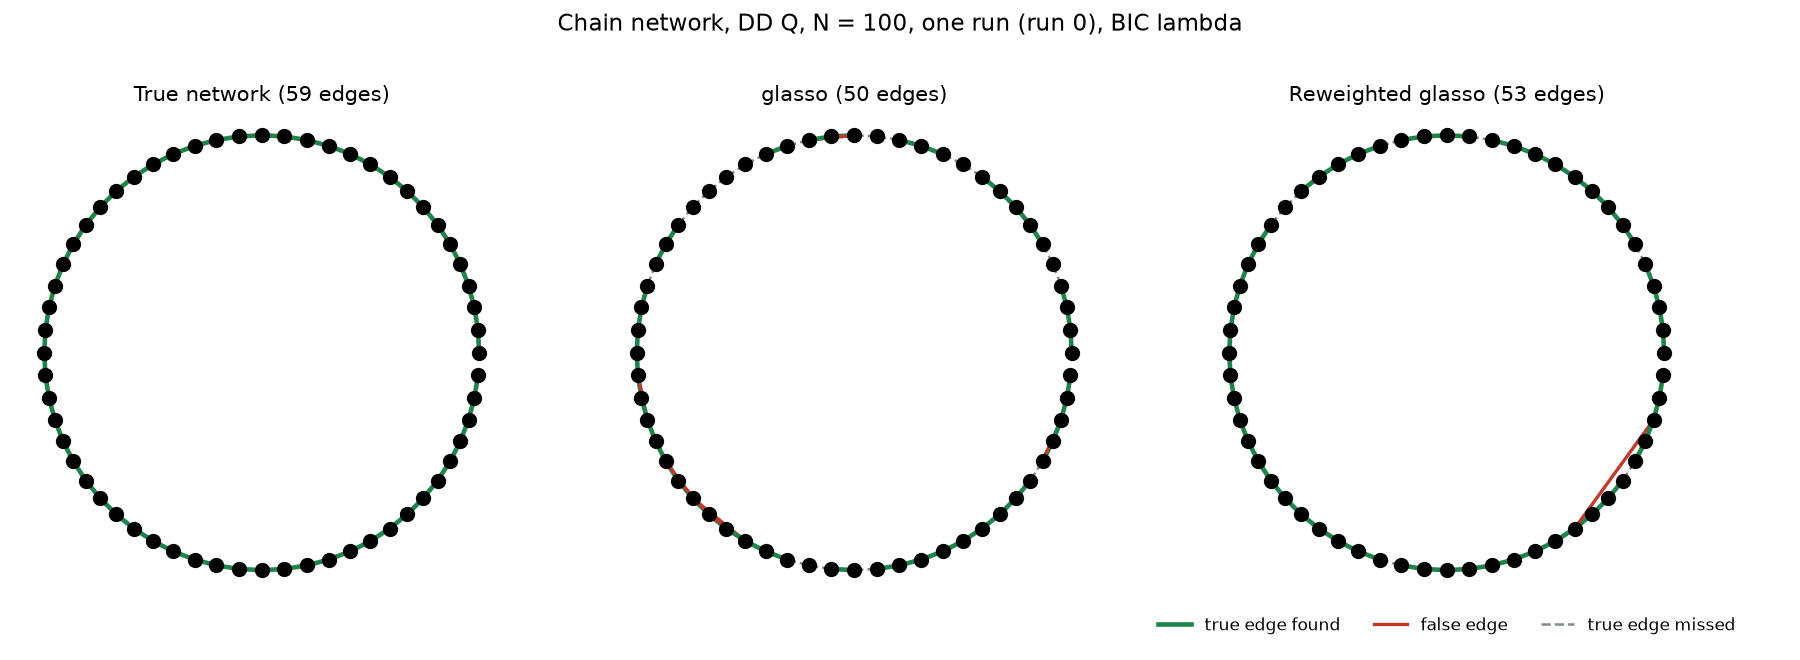 Chain network, DD Q, N = 100, one run (run 0), BIC lambda
True network (59 edges)
glasso (50 edges)
Reweighted glasso (53 edges)
true edge found
false edge
true edge missed